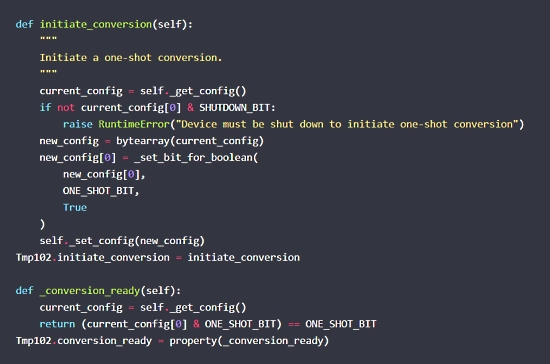 def initiate_conversion(self):
    """
    Initiate a one-shot conversion.
    """
    current_config = self._get_config()
    if not current_config[0] & SHUTDOWN_BIT:
        raise RuntimeError("Device must be shut down to initiate one-shot conversion")
    new_config = bytearray(current_config)
    new_config[0] = _set_bit_for_boolean(
        new_config[0],
        ONE_SHOT_BIT,
        True
    )
    self._set_config(new_config)
Tmp102.initiate_conversion = initiate_conversion

def _conversion_ready(self):
    current_config = self._get_config()
    return (current_config[0] & ONE_SHOT_BIT) == ONE_SHOT_BIT
Tmp102.conversion_ready = property(_conversion_ready)